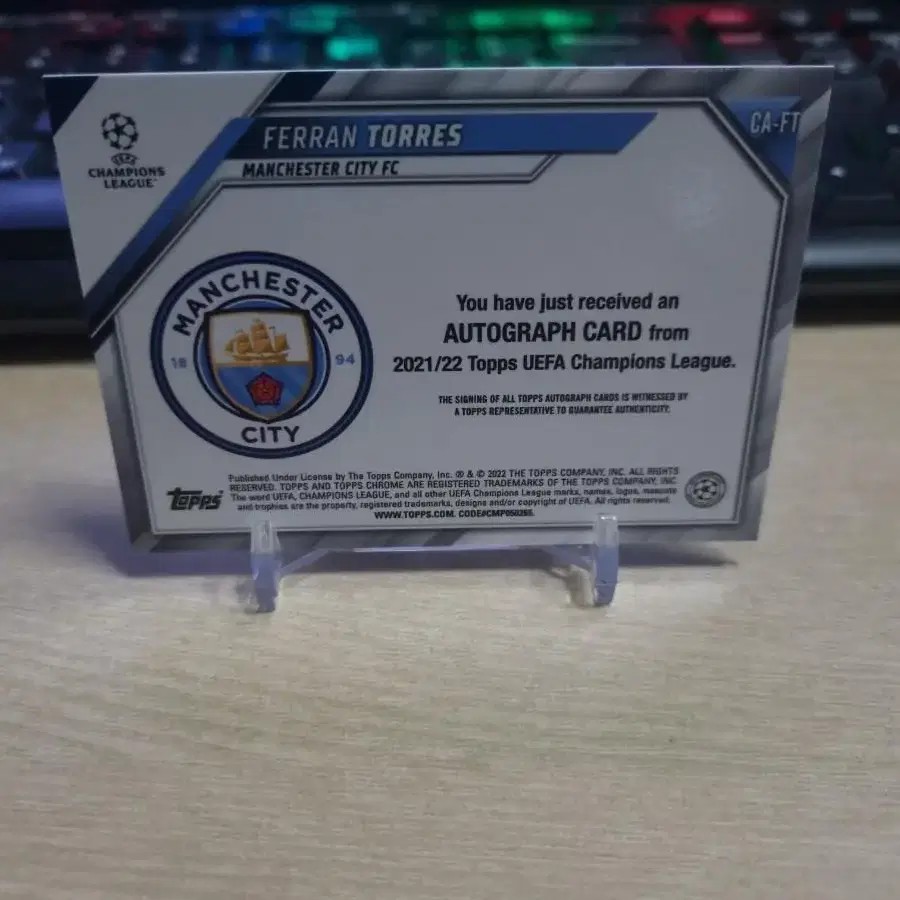 FERRAN TORRES
CA-FT
MANCHESTER CITY FC
UEFA
CHAMPIONS
LEAGUE
MANCHESTER
18 94
CITY
You have just received an
AUTOGRAPH CARD from
2021/22 Topps UEFA Champions League.
THE SIGNING OF ALL TOPPS AUTOGRAPH CARDS IS WITNESSED BY
A TOPPS REPRESENTATIVE TO GUARANTEE AUTHENTICITY.
Topps
Published Under License by The Topps Company, Inc. ® & © 2022 THE TOPPS COMPANY, INC. ALL RIGHTS
RESERVED. TOPPS AND TOPPS CHROME ARE REGISTERED TRADEMARKS OF THE TOPPS COMPANY, INC.
The word UEFA, CHAMPIONS LEAGUE, and all other UEFA Champions League marks, names, logos, mascots
and trophies are the property, registered trademarks, designs and/or copyright of UEFA. All rights reserved.
WWW.TOPPS.COM.